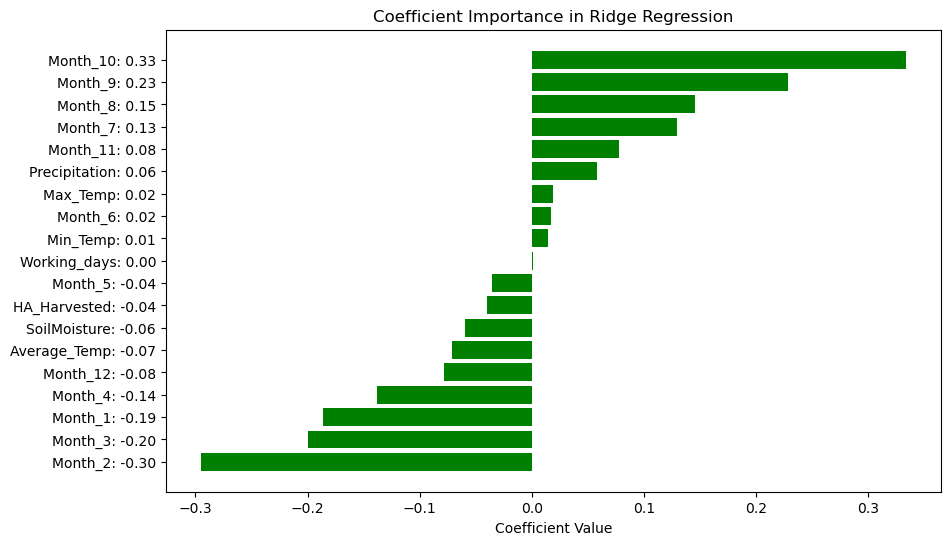 Coefficient Importance in Ridge Regression
Month_10: 0.33
Month_9: 0.23
Month_8: 0.15
Month_7: 0.13
Month_11: 0.08
Precipitation: 0.06
Max_Temp: 0.02
Month_6: 0.02
Min_Temp: 0.01
Working_days: 0.00
Month_5: -0.04
HA_Harvested: -0.04
SoilMoisture: -0.06
Average_Temp: -0.07
Month_12: -0.08
Month_4: -0.14
Month_1: -0.19
Month_3: -0.20
Month_2: -0.30
−0.3 −0.2 −0.1 0.0 0.1 0.2 0.3
Coefficient Value